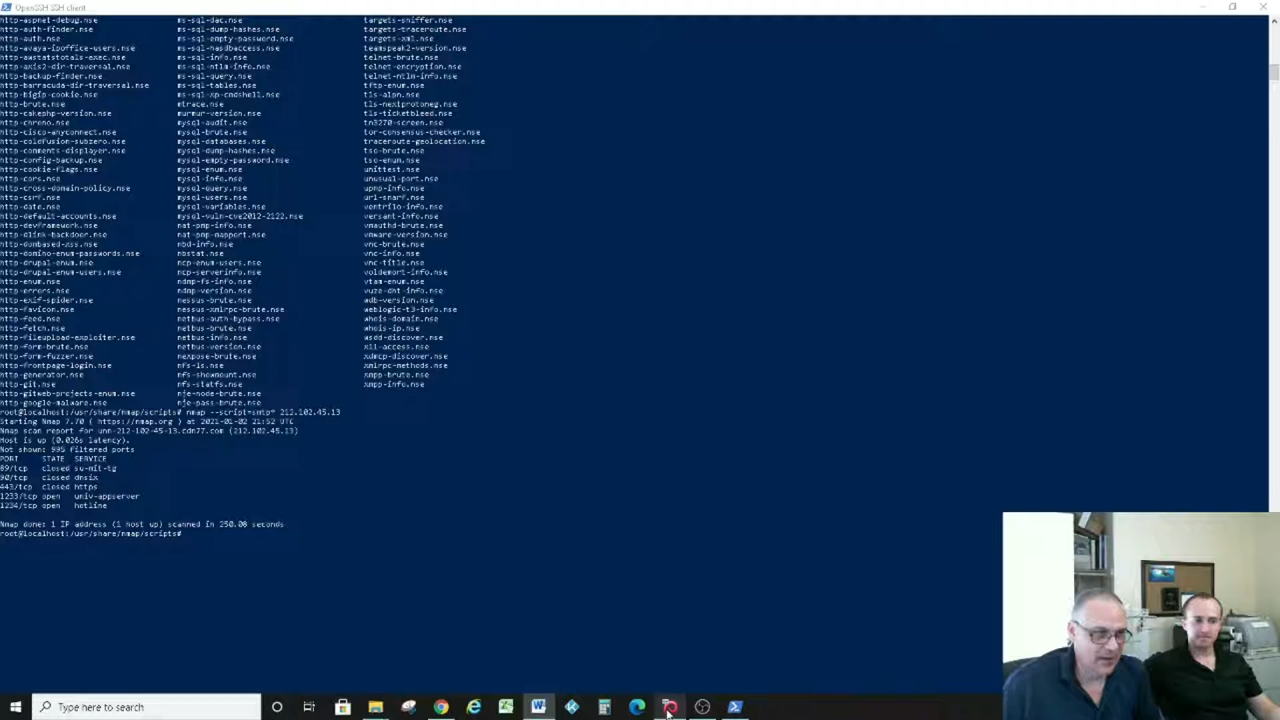 OpenSSH SSH client
http-aspnet-debug.nse ms-sql-dac.nse targets-sniffer.nse
http-auth-finder.nse ms-sql-dump-hashes.nse targets-traceroute.nse
http-auth.nse ms-sql-empty-password.nse targets-xml.nse
http-avaya-ipoffice-users.nse ms-sql-hasdbaccess.nse teamspeak2-version.nse
http-awstatstotals-exec.nse ms-sql-info.nse telnet-brute.nse
http-axis2-dir-traversal.nse ms-sql-ntlm-info.nse telnet-encryption.nse
http-backup-finder.nse ms-sql-query.nse telnet-ntlm-info.nse
http-barracuda-dir-traversal.nse ms-sql-tables.nse tftp-enum.nse
http-bigip-cookie.nse ms-sql-xp-cmdshell.nse tls-alpn.nse
http-brute.nse mtrace.nse tls-nextprotoneg.nse
http-cakephp-version.nse murmur-version.nse tls-ticketbleed.nse
http-chrono.nse mysql-audit.nse tn3270-screen.nse
http-cisco-anyconnect.nse mysql-brute.nse tor-consensus-checker.nse
http-coldfusion-subzero.nse mysql-databases.nse traceroute-geolocation.nse
http-comments-displayer.nse mysql-dump-hashes.nse tso-brute.nse
http-config-backup.nse mysql-empty-password.nse tso-enum.nse
http-cookie-flags.nse mysql-enum.nse unittest.nse
http-cors.nse mysql-info.nse unusual-port.nse
http-cross-domain-policy.nse mysql-query.nse upnp-info.nse
http-csrf.nse mysql-users.nse url-snarf.nse
http-date.nse mysql-variables.nse ventrilo-info.nse
http-default-accounts.nse mysql-vuln-cve2012-2122.nse versant-info.nse
http-devframework.nse nat-pmp-info.nse vmauthd-brute.nse
http-dlink-backdoor.nse nat-pmp-mapport.nse vmware-version.nse
http-dombased-xss.nse nbd-info.nse vnc-brute.nse
http-domino-enum-passwords.nse nbstat.nse vnc-info.nse
http-drupal-enum.nse ncp-enum-users.nse vnc-title.nse
http-drupal-enum-users.nse ncp-serverinfo.nse voldemort-info.nse
http-enum.nse ndmp-fs-info.nse vtam-enum.nse
http-errors.nse ndmp-version.nse vuze-dht-info.nse
http-exif-spider.nse nessus-brute.nse wdb-version.nse
http-favicon.nse nessus-xmlrpc-brute.nse weblogic-t3-info.nse
http-feed.nse netbus-auth-bypass.nse whois-domain.nse
http-fetch.nse netbus-brute.nse whois-ip.nse
http-fileupload-exploiter.nse netbus-info.nse wsdd-discover.nse
http-form-brute.nse netbus-version.nse x11-access.nse
http-form-fuzzer.nse nexpose-brute.nse xdmcp-discover.nse
http-frontpage-login.nse nfs-ls.nse xmlrpc-methods.nse
http-generator.nse nfs-showmount.nse xmpp-brute.nse
http-git.nse nfs-statfs.nse xmpp-info.nse
http-gitweb-projects-enum.nse nje-node-brute.nse
http-google-malware.nse nje-pass-brute.nse
root@localhost:/usr/share/nmap/scripts# nmap --script=smtp* 212.102.45.13
Starting Nmap 7.70 ( https://nmap.org ) at 2021-01-02 21:52 UTC
Nmap scan report for unn-212-102-45-13.cdn77.com (212.102.45.13)
Host is up (0.026s latency).
Not shown: 995 filtered ports
PORT STATE SERVICE
89/tcp closed su-mit-tg
90/tcp closed dnsix
443/tcp closed https
1233/tcp open univ-appserver
1234/tcp open hotline
Nmap done: 1 IP address (1 host up) scanned in 250.08 seconds
root@localhost:/usr/share/nmap/scripts#
Type here to search